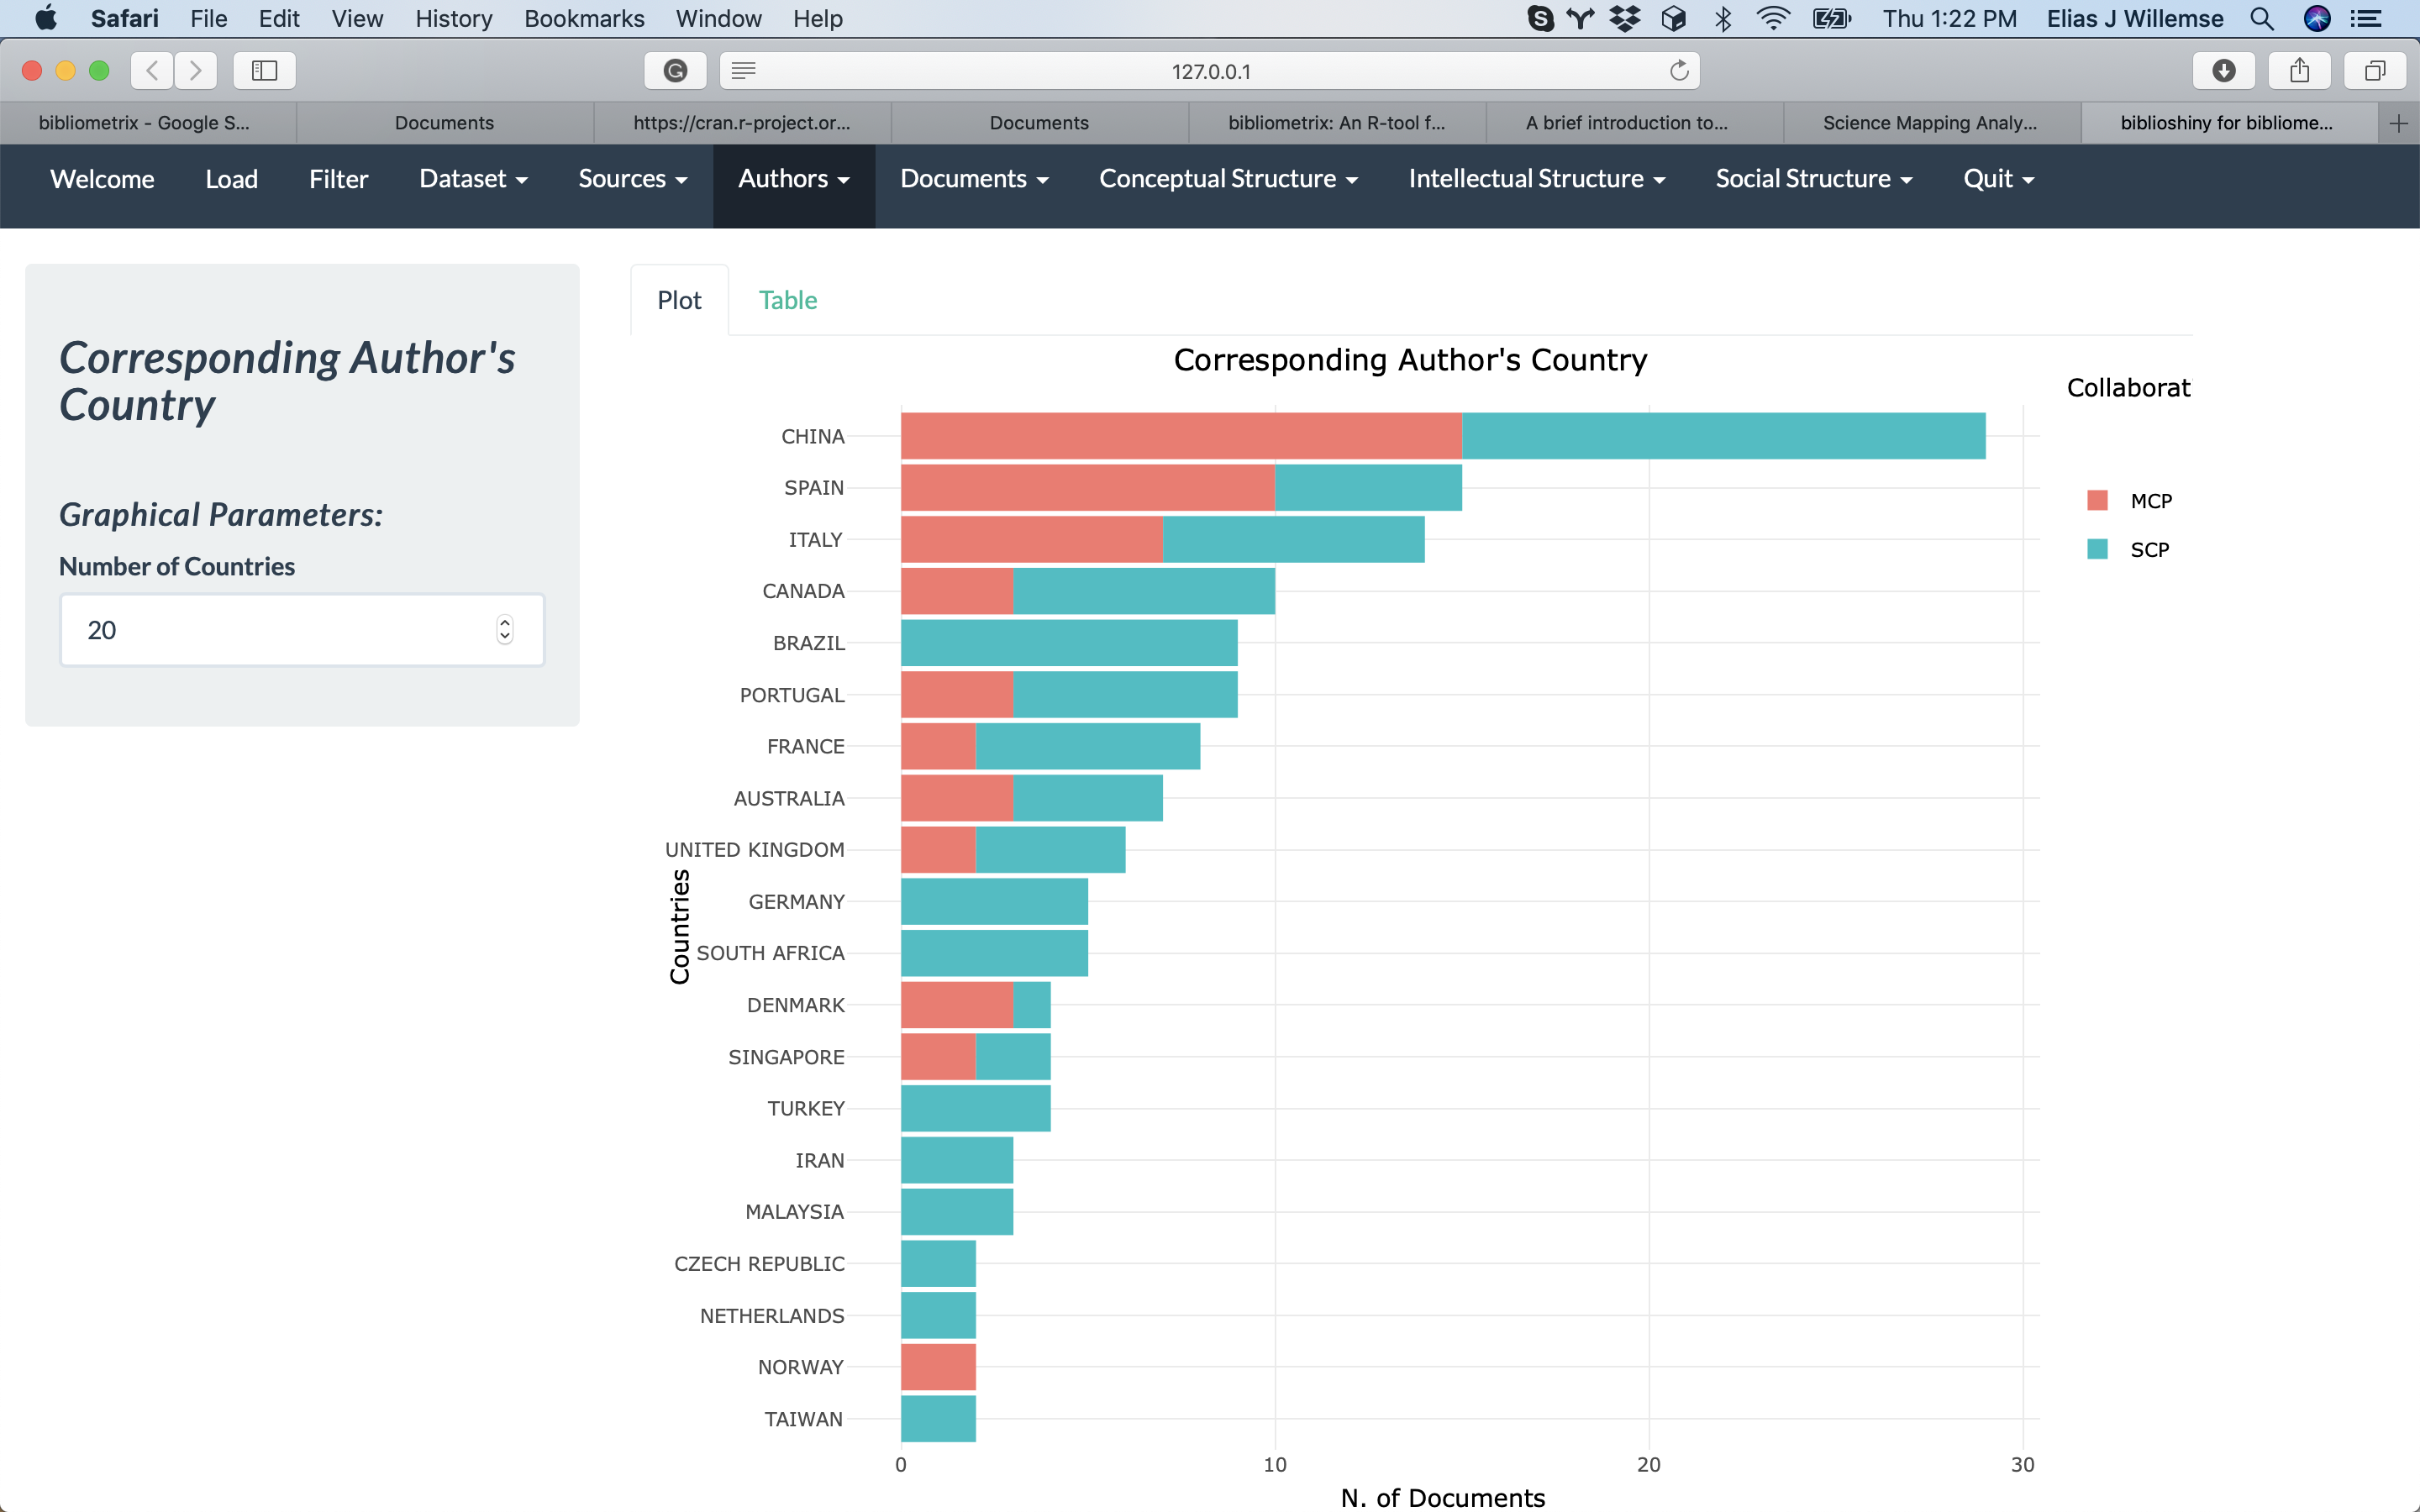 Safari File Edit View History Bookmarks Window Help Thu 1:22 PM Elias J Willemse
127.0.0.1
bibliometrix - Google S... Documents https://cran.r-project.or... Documents bibliometrix: An R-tool f... A brief introduction to... Science Mapping Analy... biblioshiny for bibliome...
Welcome Load Filter Dataset Sources Authors Documents Conceptual Structure Intellectual Structure Social Structure Quit
Corresponding Author's
Country
Graphical Parameters:
Number of Countries
20
Plot Table
Corresponding Author's Country
Collaborat
MCP
SCP
CHINA
SPAIN
ITALY
CANADA
BRAZIL
PORTUGAL
FRANCE
AUSTRALIA
UNITED KINGDOM
GERMANY
SOUTH AFRICA
DENMARK
SINGAPORE
TURKEY
IRAN
MALAYSIA
CZECH REPUBLIC
NETHERLANDS
NORWAY
TAIWAN
Countries
0 10 20 30
N. of Documents